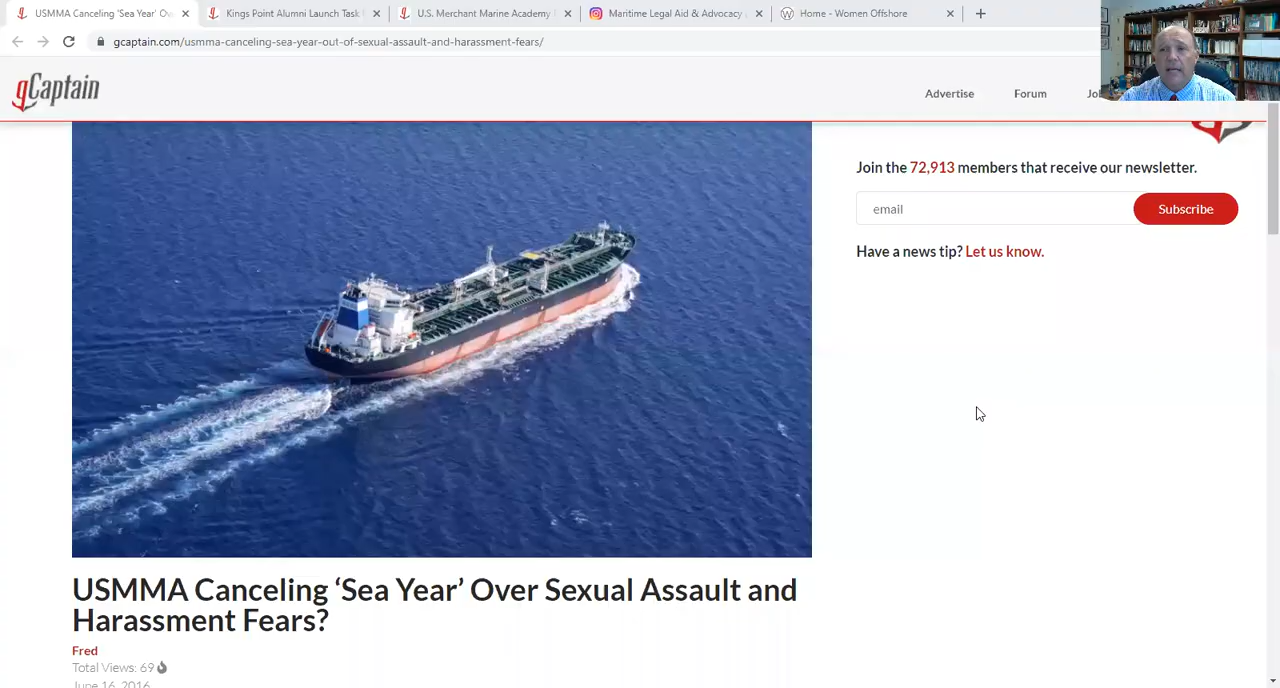 USMMA Canceling 'Sea Year' Ov
Kings Point Alumni Launch Task
U.S. Merchant Marine Academy
Maritime Legal Aid & Advocacy
Home - Women Offshore
gcaptain.com/usmma-canceling-sea-year-out-of-sexual-assault-and-harassment-fears/
gCaptain
Advertise
Forum
Join the 72,913 members that receive our newsletter.
email
Subscribe
Have a news tip? Let us know.
USMMA Canceling ‘Sea Year’ Over Sexual Assault and
Harassment Fears?
Fred
Total Views: 69
June 16, 2016